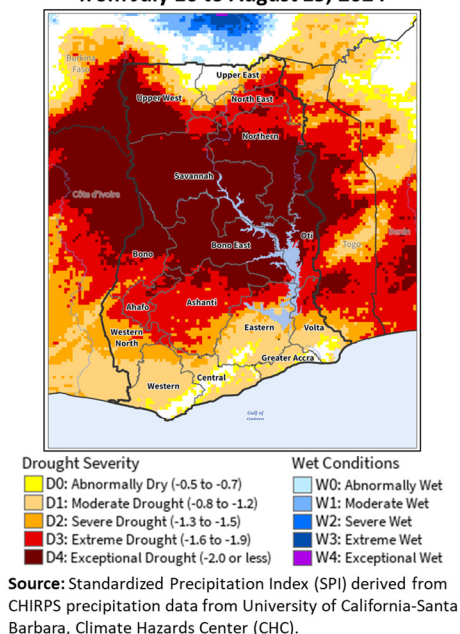 from July 26 to August 25, 2024
Burkina
Faso
Upper East
Upper West
North East
Northern
Savannah
Côte d'Ivoire
Oti
Benin
Bono East
Togo
Bono
Ahafo
Ashanti
Western
North
Eastern
Volta
Greater Accra
Central
Western
Gulf of
Guinea
Drought Severity
D0: Abnormally Dry (-0.5 to -0.7)
D1: Moderate Drought (-0.8 to -1.2)
D2: Severe Drought (-1.3 to -1.5)
D3: Extreme Drought (-1.6 to -1.9)
D4: Exceptional Drought (-2.0 or less)
Wet Conditions
W0: Abnormally Wet
W1: Moderate Wet
W2: Severe Wet
W3: Extreme Wet
W4: Exceptional Wet
Source: Standardized Precipitation Index (SPI) derived from
CHIRPS precipitation data from University of California-Santa
Barbara, Climate Hazards Center (CHC).